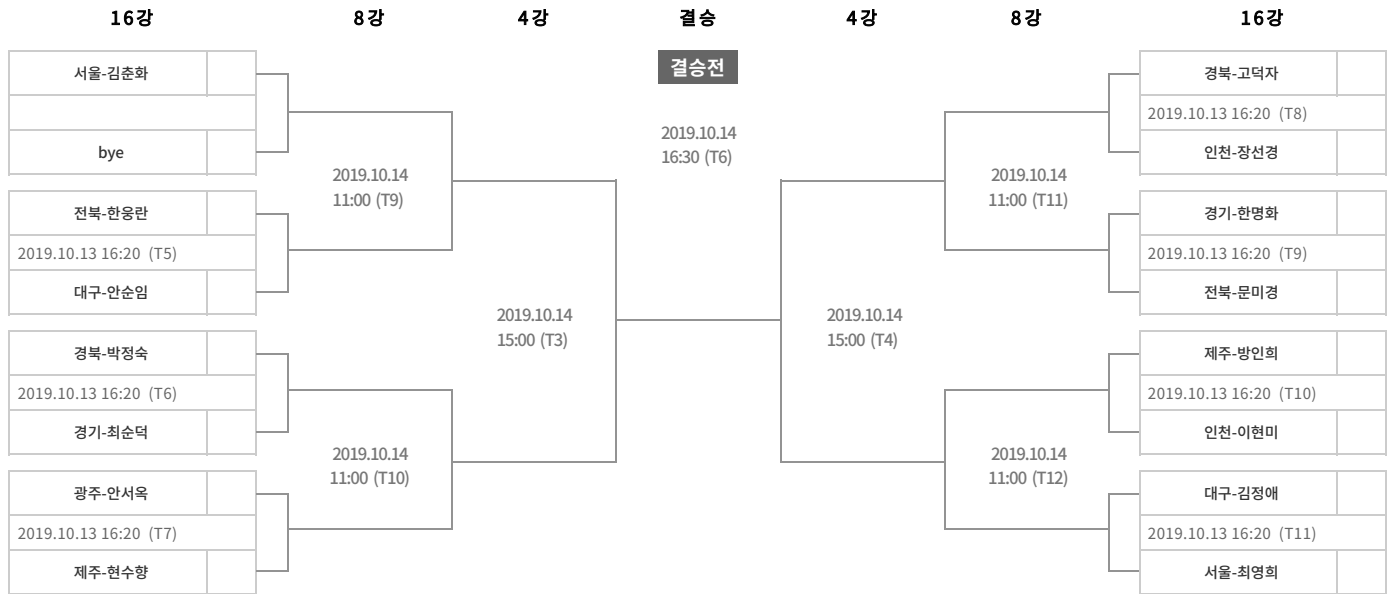 16강
8강
4강
결승
4강
8강
16강
결승전
2019.10.14
16:30 (T6)
서울-김춘화
bye
전북-한웅란
2019.10.13 16:20 (T5)
대구-안순임
경북-박정숙
2019.10.13 16:20 (T6)
경기-최순덕
광주-안서옥
2019.10.13 16:20 (T7)
제주-현수향
2019.10.14
11:00 (T9)
2019.10.14
11:00 (T10)
2019.10.14
15:00 (T3)
2019.10.14
15:00 (T4)
2019.10.14
11:00 (T11)
2019.10.14
11:00 (T12)
경북-고덕자
2019.10.13 16:20 (T8)
인천-장선경
경기-한명화
2019.10.13 16:20 (T9)
전북-문미경
제주-방인희
2019.10.13 16:20 (T10)
인천-이현미
대구-김정애
2019.10.13 16:20 (T11)
서울-최영희